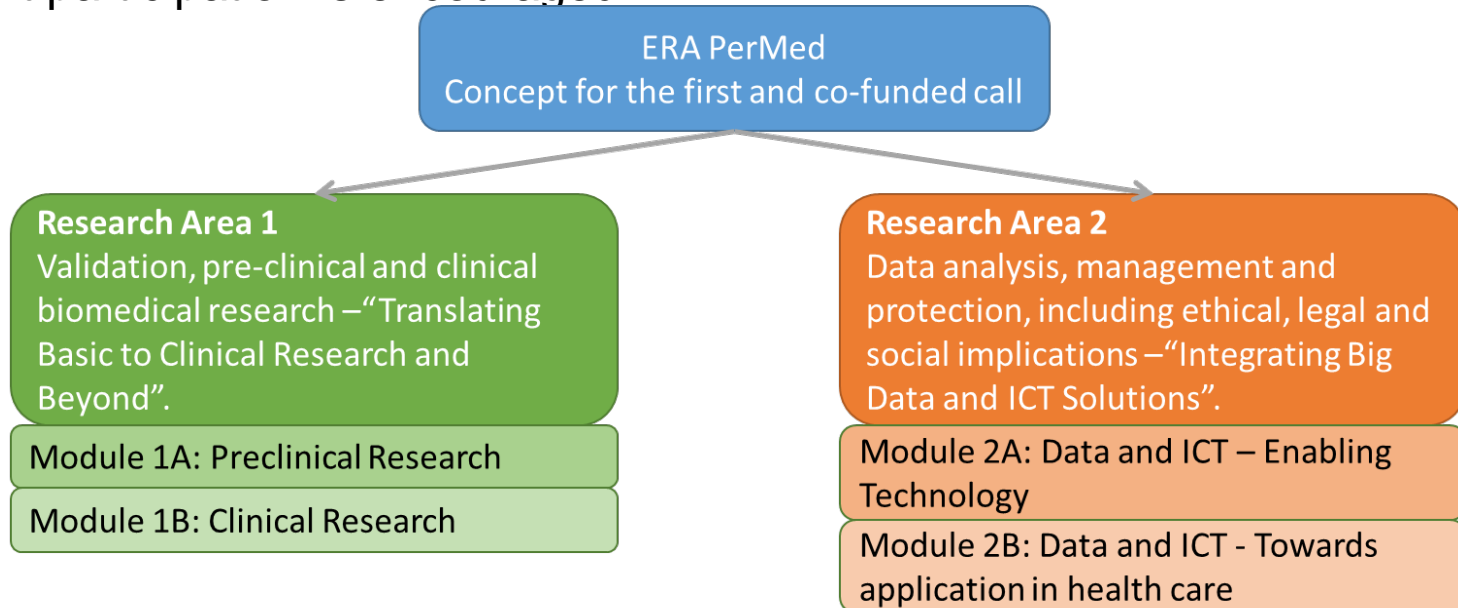 ERA PerMed
Concept for the first and co-funded call
Research Area 1
Validation, pre-clinical and clinical
biomedical research –“Translating
Basic to Clinical Research and
Beyond”.
Module 1A: Preclinical Research
Module 1B: Clinical Research
Research Area 2
Data analysis, management and
protection, including ethical, legal and
social implications –“Integrating Big
Data and ICT Solutions”.
Module 2A: Data and ICT – Enabling
Technology
Module 2B: Data and ICT - Towards
application in health care